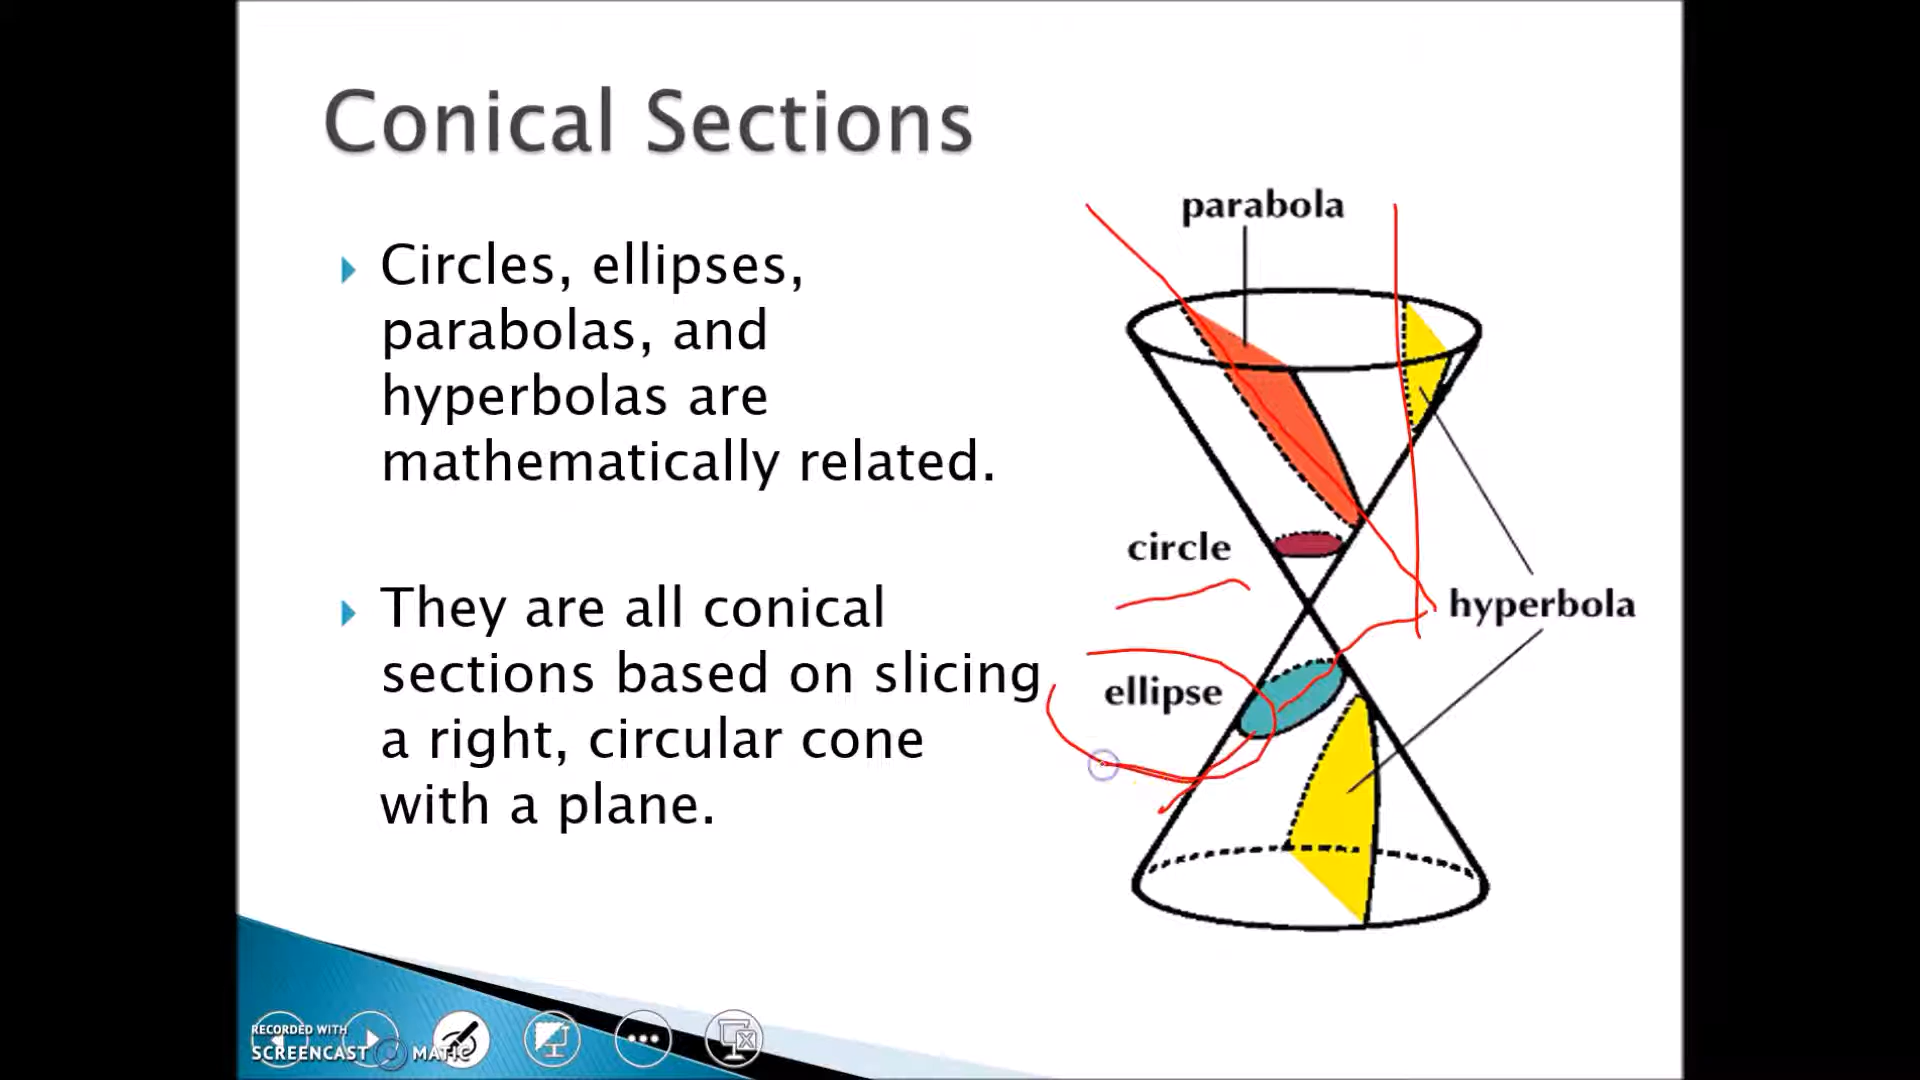 Conical Sections
Circles, ellipses,
parabolas, and
hyperbolas are
mathematically related.
They are all conical
sections based on slicing
a right, circular cone
with a plane.
parabola
circle
hyperbola
ellipse
RECORDED WITH
SCREENCAST MATIC